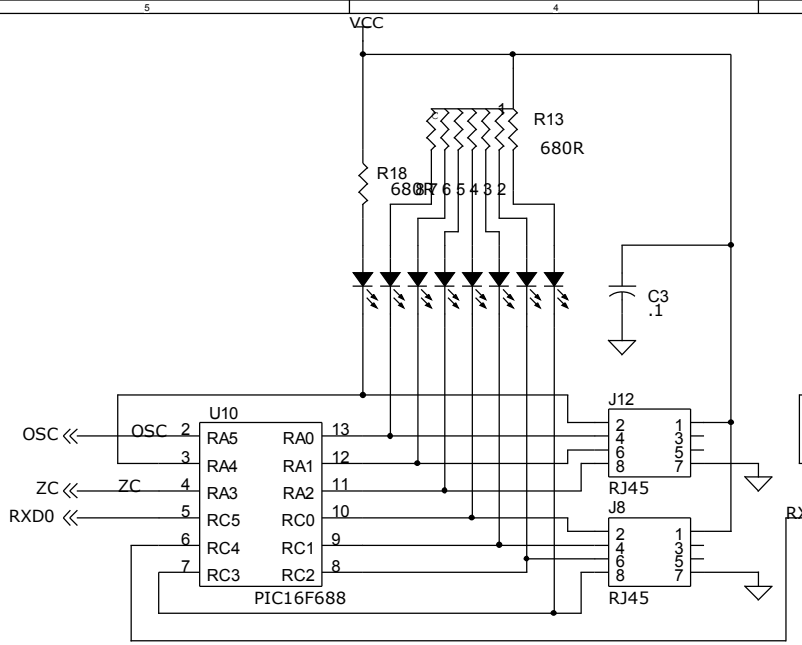 5 4
VCC
1
C
R13
680R
R18
680R
8 7 6 5 4 3 2
C3
.1
J12
U10
OSC OSC 2 RA5 RA0 13
2 1
4 3
6 5
8 7
3 RA4 RA1 12
ZC ZC 4 RA3 RA2 11
RJ45
J8
RXD0 5 RC5 RC0 10
RX
2 1
4 3
6 5
8 7
6 RC4 RC1 9
7 RC3 RC2 8
PIC16F688
RJ45